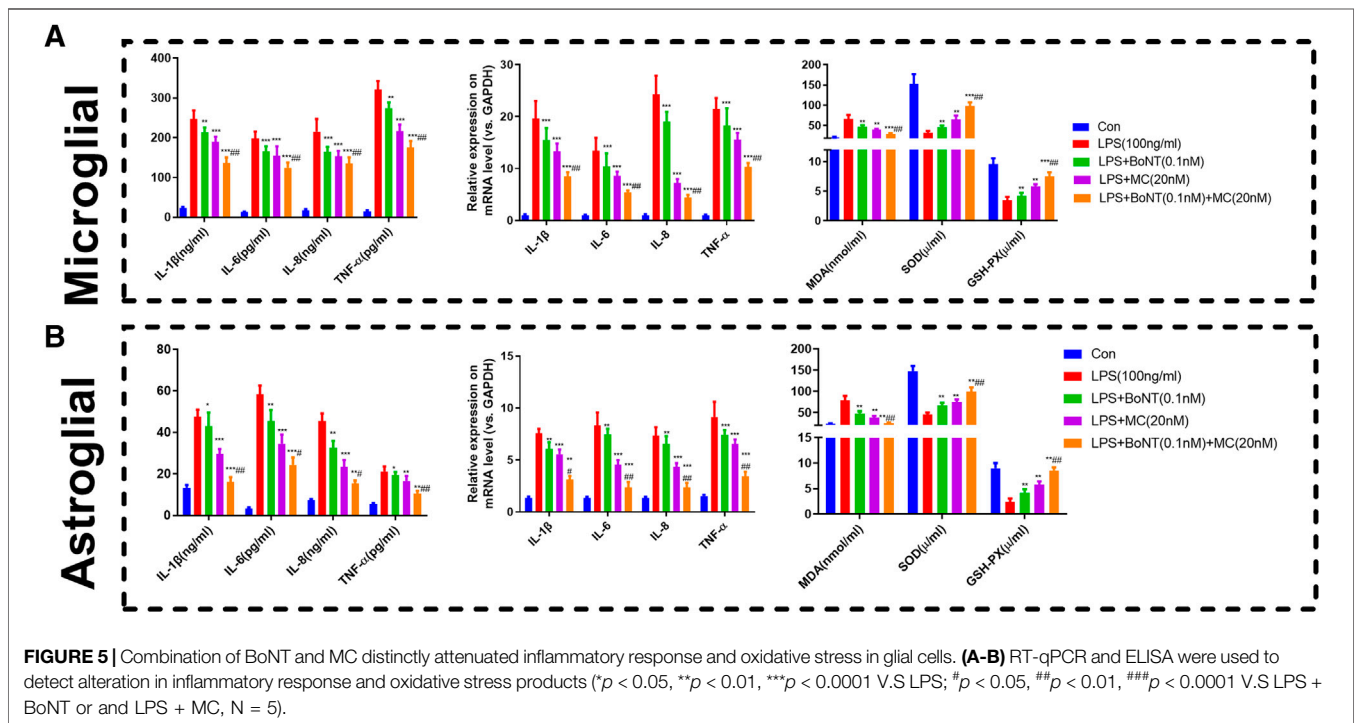 A
Microglial
400
300
200
100
0
** *** *** ***## *** *** ***## *** *** ***## ** *** ***##
IL-1β(ng/ml) IL-6(pg/ml) IL-8(ng/ml) TNF-α(pg/ml)
Relative expression on
mRNA level (vs. GAPDH)
30
20
10
0
*** *** ***## *** *** ***## *** *** ***## *** *** ***##
IL-1β IL-6 IL-8 TNF-α
200
150
100
50
10
5
0
** ** ***## ** ** ***## ** ** ***##
MDA(nmol/ml) SOD(μ/ml) GSH-PX(μ/ml)
Con
LPS(100ng/ml)
LPS+BoNT(0.1nM)
LPS+MC(20nM)
LPS+BoNT(0.1nM)+MC(20nM)
B
Astroglial
80
60
40
20
0
* *** ***## ** *** ***# ** *** **# * ** **##
IL-1β(ng/ml) IL-6(pg/ml) IL-8(ng/ml) TNF-α(pg/ml)
Relative expression on
mRNA level (vs. GAPDH)
15
10
5
0
** *** ** # ** *** *** ## ** *** *** ## *** *** *** ##
IL-1β IL-6 IL-8 TNF-α
200
150
100
50
15
10
5
0
** ** **## ** ** **## ** ** **##
MDA(nmol/ml) SOD(μ/ml) GSH-PX(μ/ml)
Con
LPS(100ng/ml)
LPS+BoNT(0.1nM)
LPS+MC(20nM)
LPS+BoNT(0.1nM)+MC(20nM)
FIGURE 5 | Combination of BoNT and MC distinctly attenuated inflammatory response and oxidative stress in glial cells. (A-B) RT-qPCR and ELISA were used to
detect alteration in inflammatory response and oxidative stress products (*p < 0.05, **p < 0.01, ***p < 0.0001 V.S LPS; #p < 0.05, ##p < 0.01, ###p < 0.0001 V.S LPS +
BoNT or and LPS + MC, N = 5).